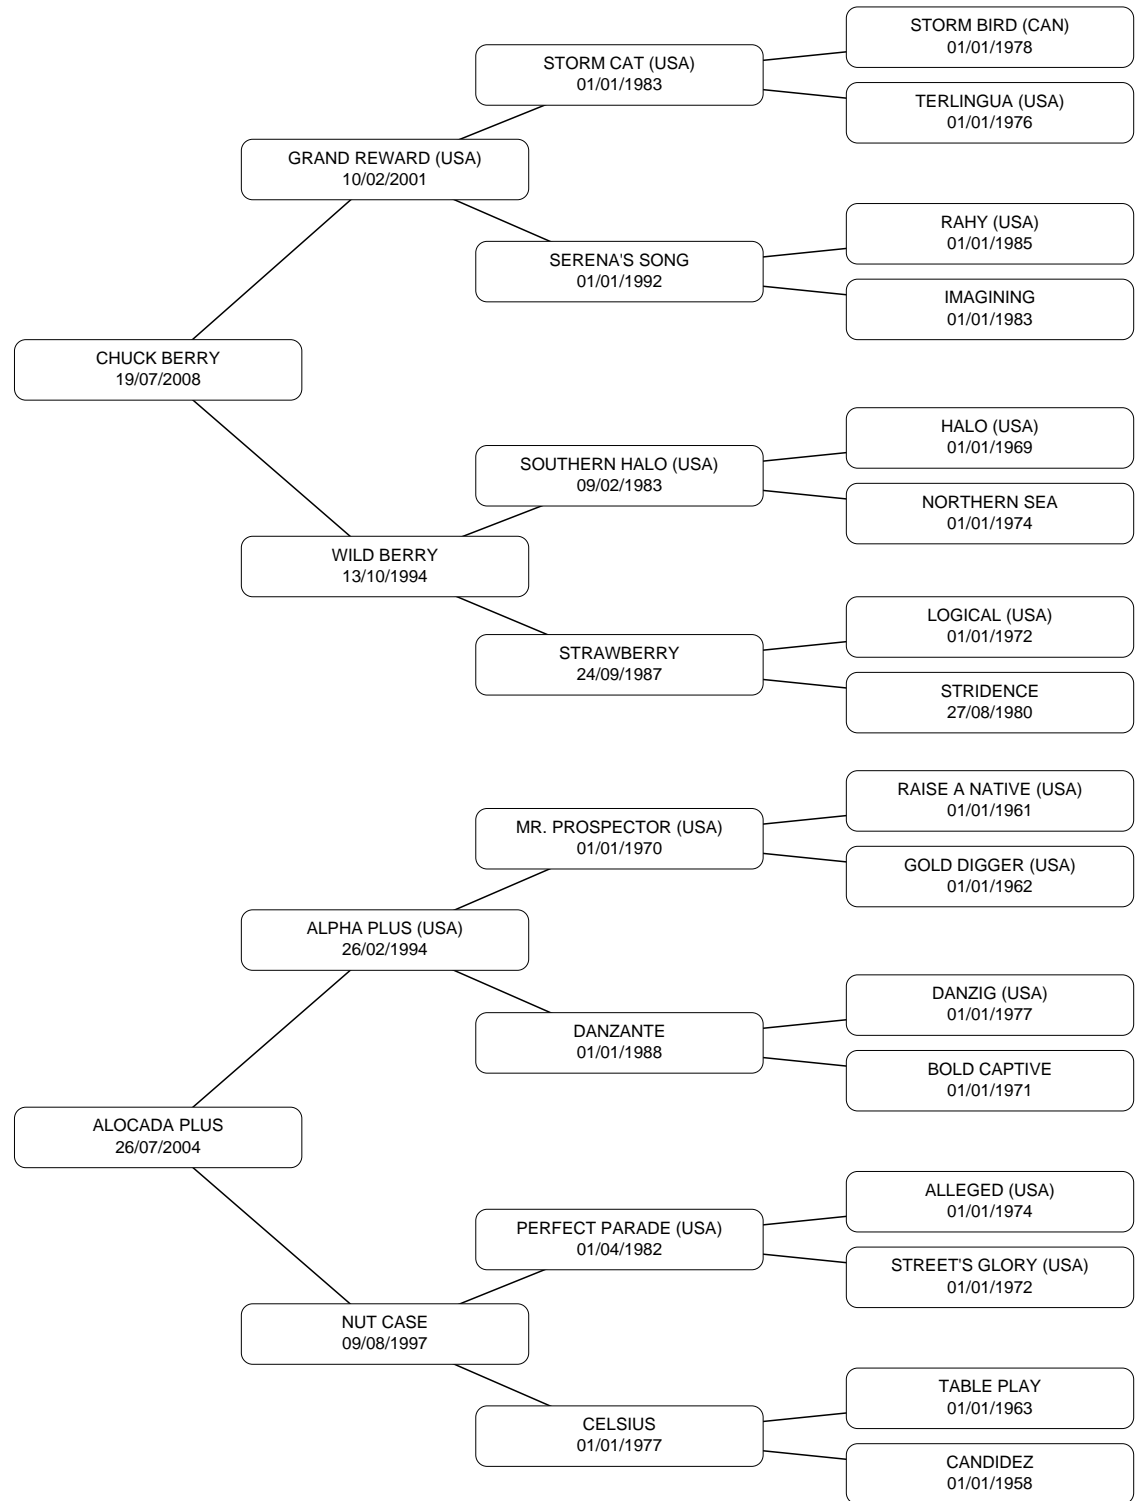 STORM BIRD (CAN)
01/01/1978
STORM CAT (USA)
01/01/1983
TERLINGUA (USA)
01/01/1976
GRAND REWARD (USA)
10/02/2001
RAHY (USA)
01/01/1985
SERENA'S SONG
01/01/1992
IMAGINING
01/01/1983
CHUCK BERRY
19/07/2008
HALO (USA)
01/01/1969
SOUTHERN HALO (USA)
09/02/1983
NORTHERN SEA
01/01/1974
WILD BERRY
13/10/1994
LOGICAL (USA)
01/01/1972
STRAWBERRY
24/09/1987
STRIDENCE
27/08/1980
RAISE A NATIVE (USA)
01/01/1961
MR. PROSPECTOR (USA)
01/01/1970
GOLD DIGGER (USA)
01/01/1962
ALPHA PLUS (USA)
26/02/1994
DANZIG (USA)
01/01/1977
DANZANTE
01/01/1988
BOLD CAPTIVE
01/01/1971
ALOCADA PLUS
26/07/2004
ALLEGED (USA)
01/01/1974
PERFECT PARADE (USA)
01/04/1982
STREET'S GLORY (USA)
01/01/1972
NUT CASE
09/08/1997
TABLE PLAY
01/01/1963
CELSIUS
01/01/1977
CANDIDEZ
01/01/1958